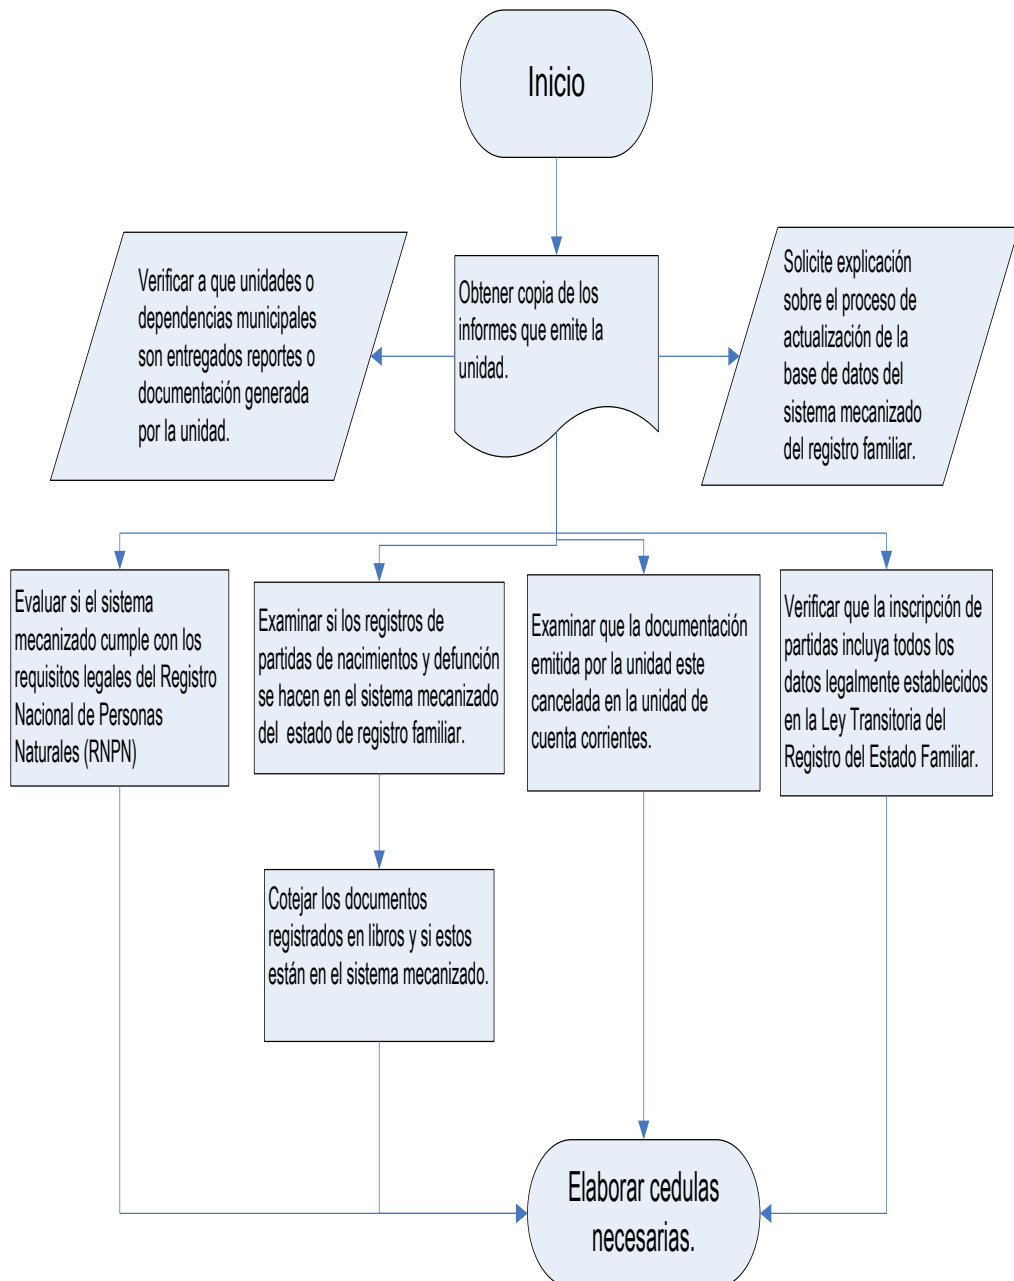 Inicio
Verificar a que unidades o
dependencias municipales
son entregados reportes o
documentación generada
por la unidad.
Obtener copia de los
informes que emite la
unidad.
Solicite explicación
sobre el proceso de
actualización de la
base de datos del
sistema mecanizado
del registro familiar.
Evaluar si el sistema
mecanizado cumple con los
requisitos legales del Registro
Nacional de Personas
Naturales (RNPN)
Examinar si los registros de
partidas de nacimientos y defunción
se hacen en el sistema mecanizado
del estado de registro familiar.
Examinar que la documentación
emitida por la unidad este
cancelada en la unidad de
cuenta corrientes.
Verificar que la inscripción de
partidas incluya todos los
datos legalmente establecidos
en la Ley Transitoria del
Registro del Estado Familiar.
Cotejar los documentos
registrados en libros y si estos
están en el sistema mecanizado.
Elaborar cedulas
necesarias.